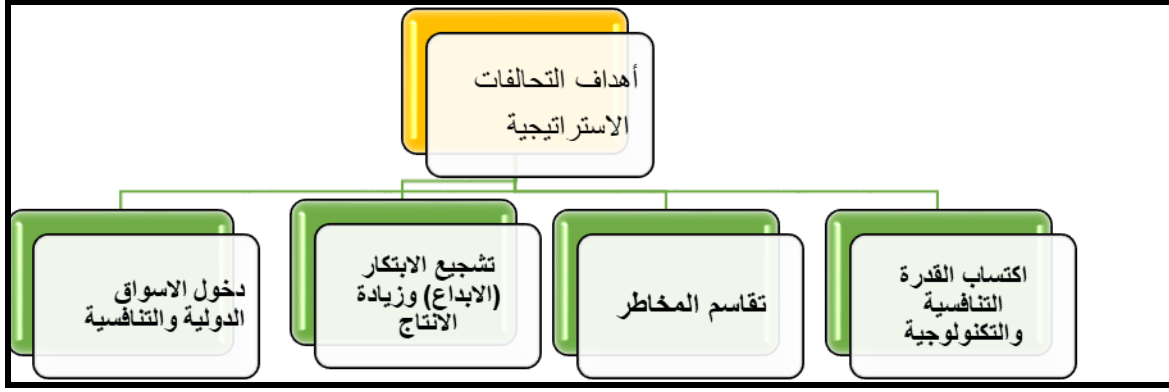 أهداف التحالفات
الاستراتيجية
اكتساب القدرة
التنافسية
والتكنولوجية
تقاسم المخاطر
تشجيع الابتكار
(الابداع) وزيادة
الانتاج
دخول الاسواق
الدولية والتنافسية